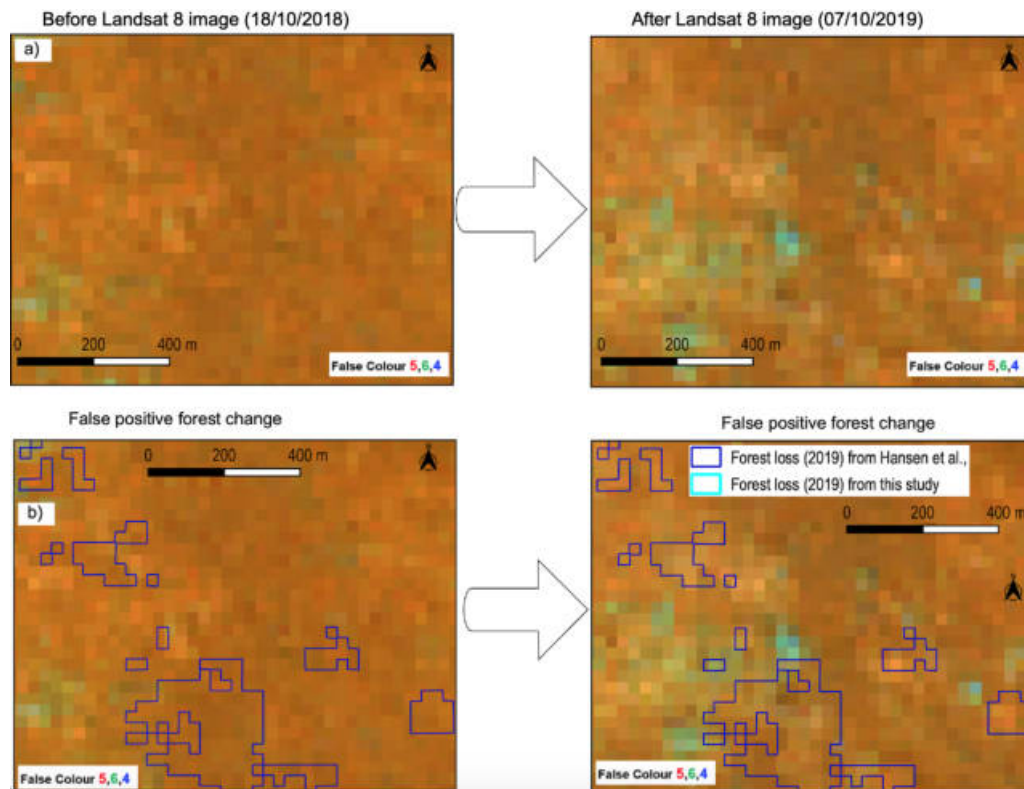 Before Landsat 8 image (18/10/2018)
After Landsat 8 image (07/10/2019)
a)
0 200 400 m
False Colour 5,6,4
0 200 400 m
False Colour 5,6,4
False positive forest change
False positive forest change
0 200 400 m
b)
False Colour 5,6,4
Forest loss (2019) from Hansen et al.,
Forest loss (2019) from this study
0 200 400 m
False Colour 5,6,4